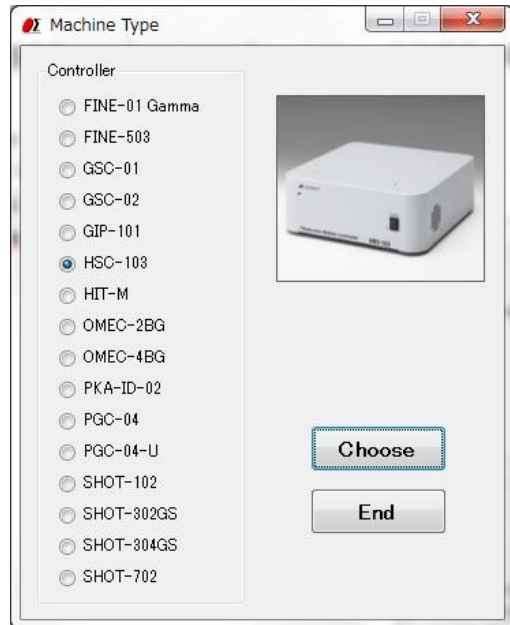 Machine Type
Controller
FINE-01 Gamma
FINE-503
GSC-01
GSC-02
GIP-101
HSC-103
HIT-M
OMEC-2BG
OMEC-4BG
PKA-ID-02
PGC-04
PGC-04-U
SHOT-102
SHOT-302GS
SHOT-304GS
SHOT-702
Choose
End